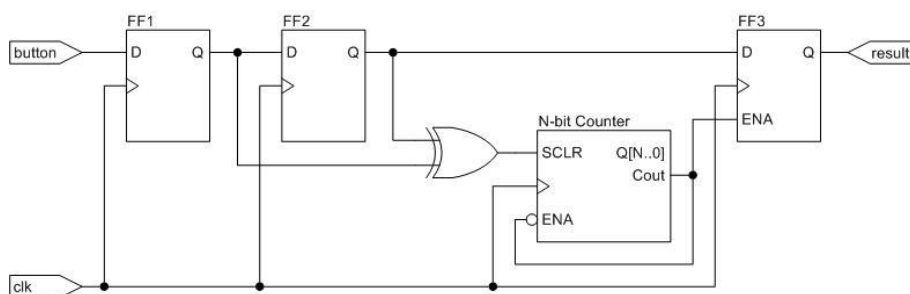 FF1
FF2
FF3
button
D Q
D Q
D Q
result
ENA
N-bit Counter
SCLR Q[N..0]
Cout
ENA
clk